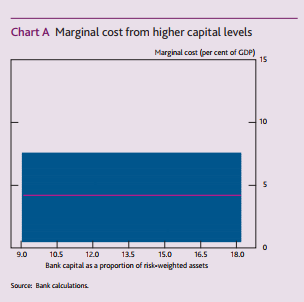 Chart A Marginal cost from higher capital levels
Marginal cost (per cent of GDP)
15
10
5
0
9.0 10.5 12.0 13.5 15.0 16.5 18.0
Bank capital as a proportion of risk-weighted assets
Source: Bank calculations.